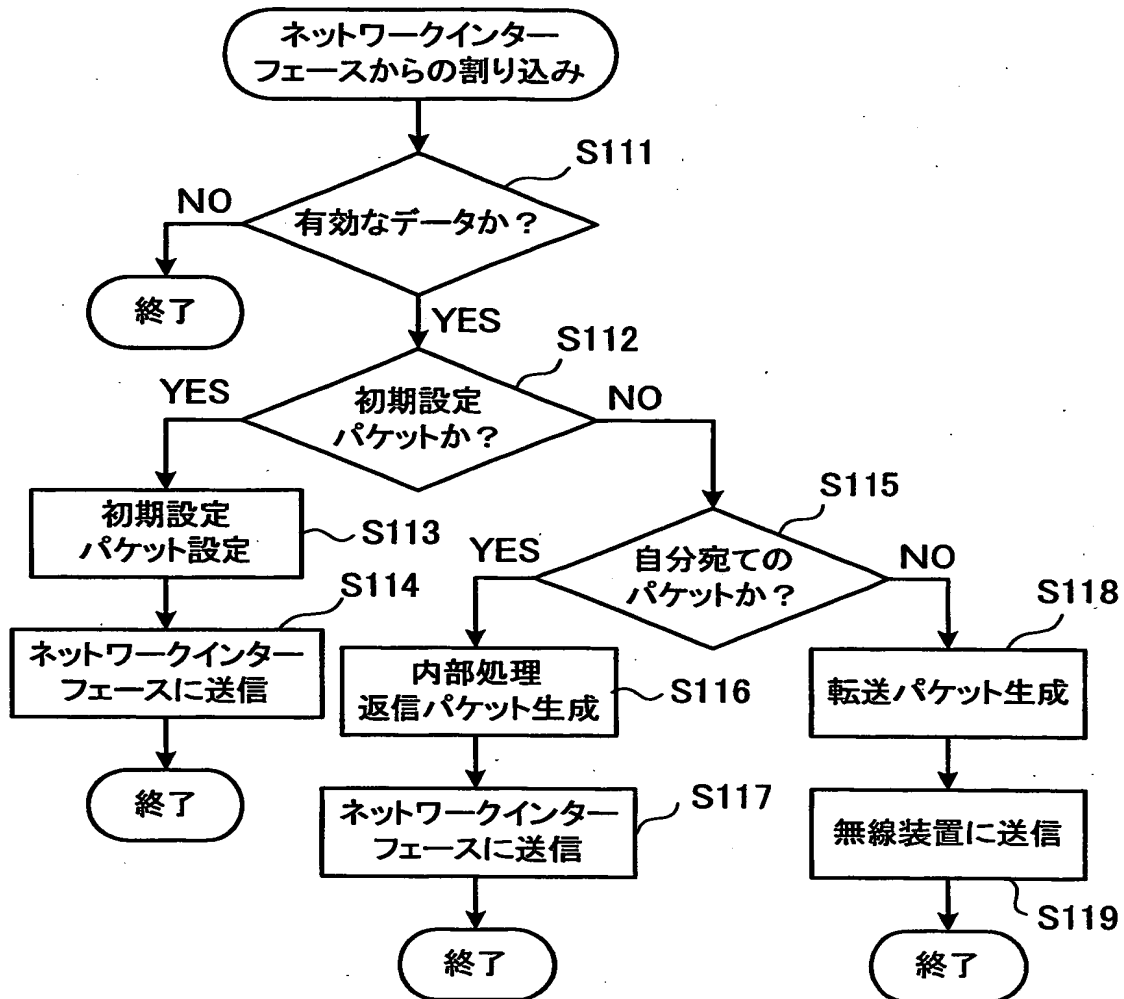 ネットワークインター
フェースからの割り込み
S111
NO
有効なデータか？
終了
YES
S112
YES
初期設定
パケットか？
NO
初期設定
パケット設定
S113
S115
YES
自分宛ての
パケットか？
NO
S114
ネットワークインター
フェースに送信
S118
内部処理
返信パケット生成
S116
転送パケット生成
終了
ネットワークインター
フェースに送信
S117
無線装置に送信
S119
終了
終了